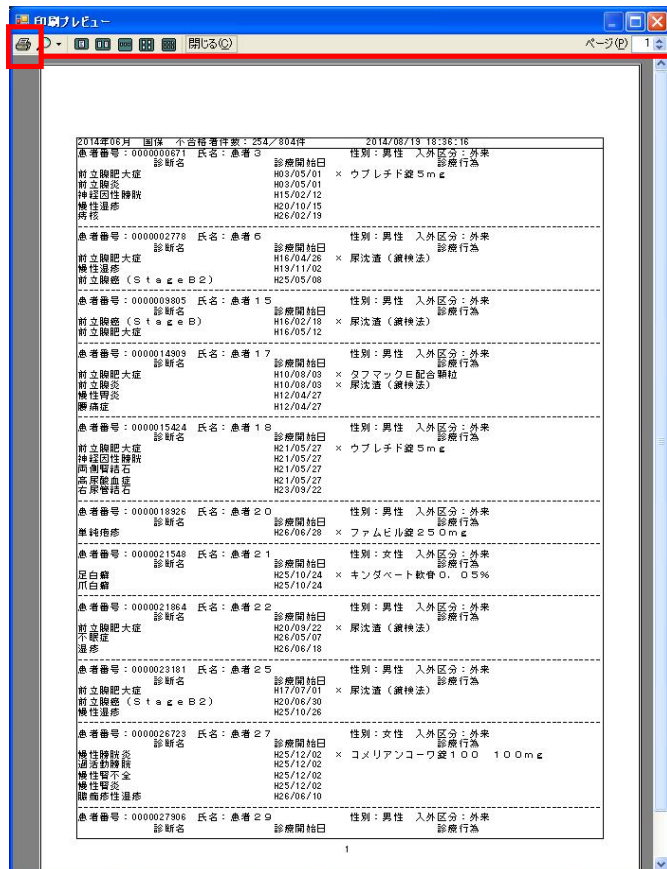 印刷プレビュー
閉じる(C) ページ(P) 1
2014年06月 国保 不合格者件数:254/804件 2014/08/19 18:36:16
患者番号:0000000671 氏名:患者3 性別:男性 入外区分:外来
診断名 診療開始日 診療行為
前立腺肥大症 H03/05/01 × ウブレチド錠5mg
前立腺炎 H03/05/01
神経因性膀胱 H15/02/12
慢性湿疹 H20/10/15
痔核 H26/02/19
患者番号:0000002778 氏名:患者6 性別:男性 入外区分:外来
診断名 診療開始日 診療行為
前立腺肥大症 H16/04/26 × 尿沈渣(鏡検法)
慢性湿疹 H19/11/02
前立腺癌(StageB2) H25/05/08
患者番号:0000009805 氏名:患者15 性別:男性 入外区分:外来
診断名 診療開始日 診療行為
前立腺癌(StageB) H16/02/18 × 尿沈渣(鏡検法)
前立腺肥大症 H16/05/12
患者番号:0000014909 氏名:患者17 性別:男性 入外区分:外来
診断名 診療開始日 診療行為
前立腺肥大症 H10/08/03 × タフマックE配合顆粒
前立腺炎 H10/08/03 × 尿沈渣(鏡検法)
慢性胃炎 H12/04/27
腰痛症 H12/04/27
患者番号:0000015424 氏名:患者18 性別:男性 入外区分:外来
診断名 診療開始日 診療行為
前立腺肥大症 H21/05/27 × ウブレチド錠5mg
神経因性膀胱 H21/05/27
両側腎結石 H21/05/27
高尿酸血症 H21/05/27
右尿管結石 H23/09/22
患者番号:0000018926 氏名:患者20 性別:男性 入外区分:外来
診断名 診療開始日 診療行為
単純疱疹 H26/06/28 × ファムビル錠250mg
患者番号:0000021548 氏名:患者21 性別:女性 入外区分:外来
診断名 診療開始日 診療行為
足白癬 H25/10/24 × キンダベート軟膏0.05%
爪白癬 H25/10/24
患者番号:0000021864 氏名:患者22 性別:男性 入外区分:外来
診断名 診療開始日 診療行為
前立腺肥大症 H20/09/22 × 尿沈渣(鏡検法)
不眠症 H26/05/07
湿疹 H26/06/18
患者番号:0000023181 氏名:患者25 性別:男性 入外区分:外来
診断名 診療開始日 診療行為
前立腺肥大症 H17/07/01 × 尿沈渣(鏡検法)
前立腺癌(StageB2) H20/06/30
慢性湿疹 H25/10/26
患者番号:0000026723 氏名:患者27 性別:女性 入外区分:外来
診断名 診療開始日 診療行為
慢性膀胱炎 H25/12/02 × コメリアンコーワ錠100 100mg
過活動膀胱 H25/12/02
慢性腎不全 H25/12/02
慢性腎炎 H25/12/02
脂漏性湿疹 H26/06/10
患者番号:0000027906 氏名:患者29 性別:男性 入外区分:外来
診断名 診療開始日 診療行為
1